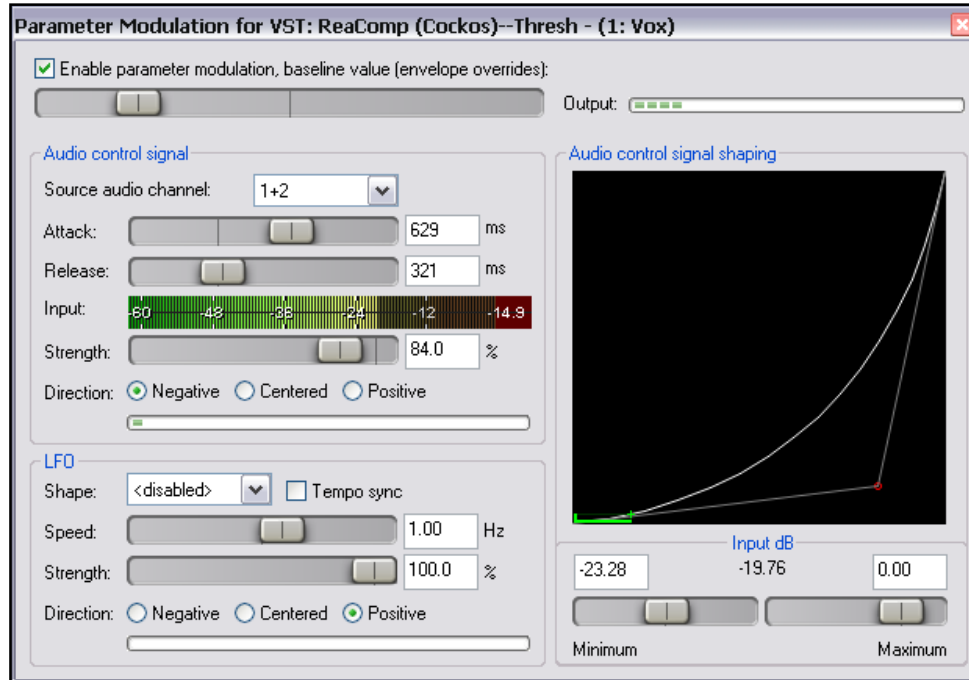 Parameter Modulation for VST: ReaComp (Cockos)--Thresh - (1: Vox)
Enable parameter modulation, baseline value (envelope overrides):
Output:
Audio control signal
Source audio channel: 1+2
Attack: 629 ms
Release: 321 ms
Input: -60 -48 -36 -24 -12 -14.9
Strength: 84.0 %
Direction: Negative Centered Positive
LFO
Shape: <disabled> Tempo sync
Speed: 1.00 Hz
Strength: 100.0 %
Direction: Negative Centered Positive
Audio control signal shaping
Input dB
-23.28 -19.76 0.00
Minimum Maximum